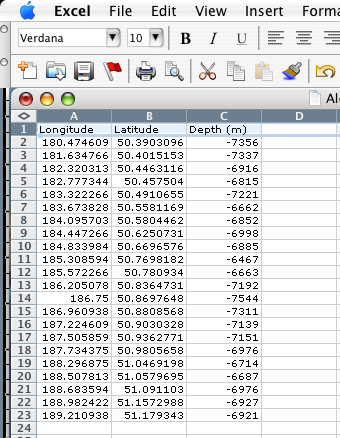 Excel File Edit View Insert Forma
Verdana 10 B I U
Al
A B C D
1 Longitude Latitude Depth (m)
2 180.474609 50.3903096 -7356
3 181.634766 50.4015153 -7337
4 182.320313 50.4463116 -6916
5 182.777344 50.457504 -6815
6 183.322266 50.4910655 -7221
7 183.673828 50.5581169 -6662
8 184.095703 50.5804462 -6852
9 184.447266 50.6250731 -6998
10 184.833984 50.6696576 -6885
11 185.308594 50.7698182 -6467
12 185.572266 50.780934 -6663
13 186.205078 50.8364731 -7192
14 186.75 50.8697648 -7544
15 186.960938 50.8808568 -7311
16 187.224609 50.9030328 -7139
17 187.505859 50.9362771 -7151
18 187.734375 50.9805658 -6976
19 188.296875 51.0469198 -6714
20 188.507813 51.0579695 -6687
21 188.683594 51.091103 -6976
22 188.982422 51.1572988 -6927
23 189.210938 51.179343 -6921